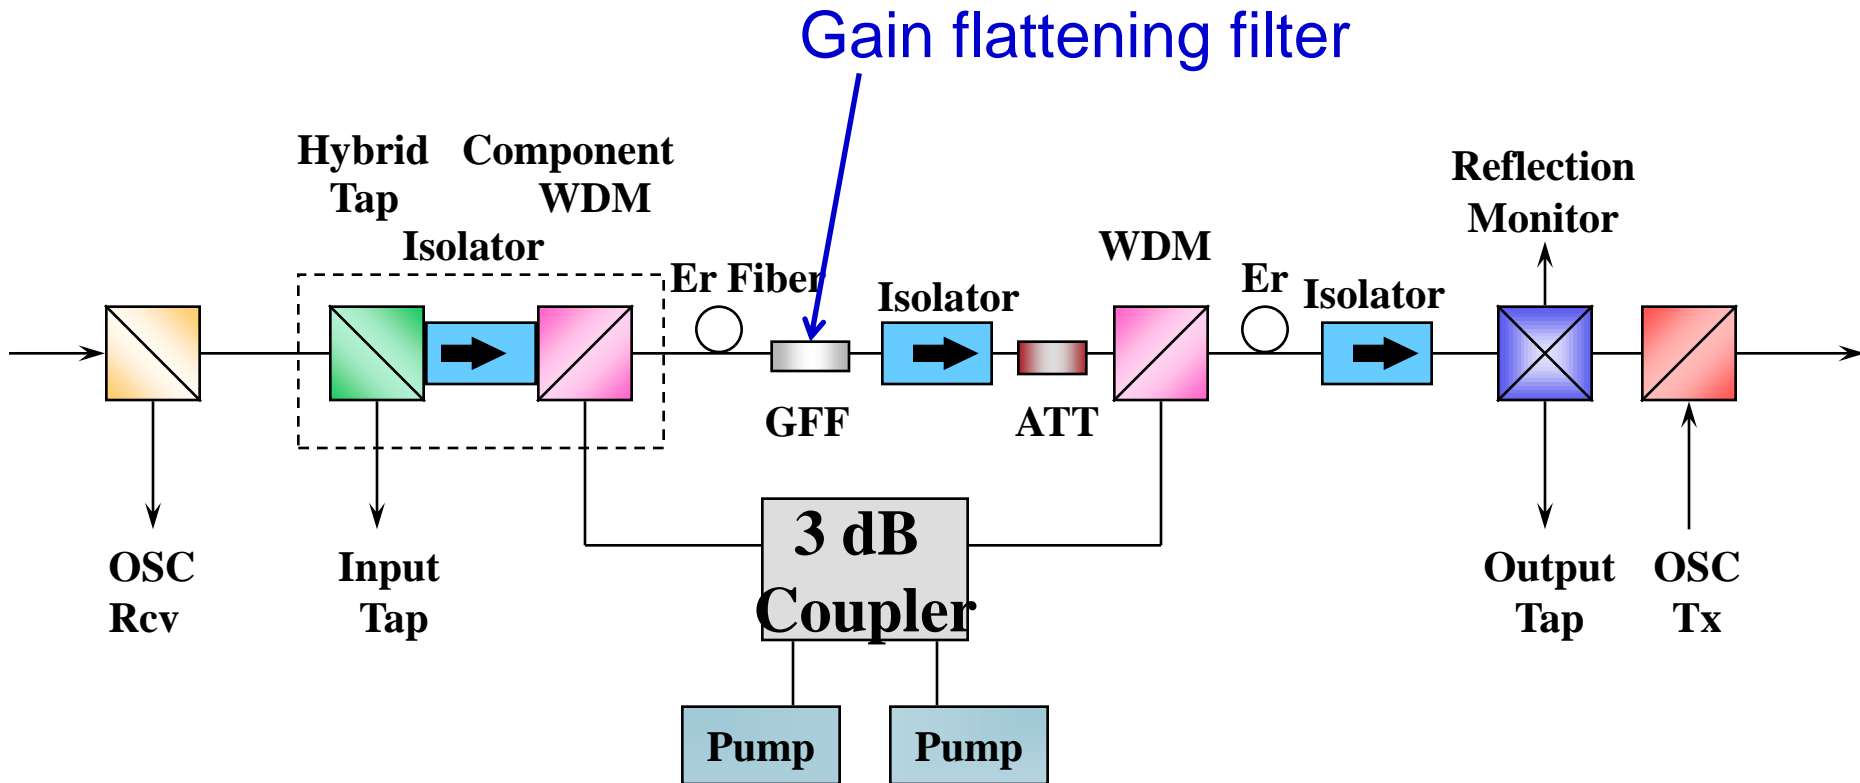 Gain flattening filter
Hybrid
Tap
Component
WDM
Isolator
Er Fiber
Isolator
WDM
Er
Isolator
Reflection
Monitor
GFF
ATT
OSC
Rcv
Input
Tap
3 dB
Coupler
Output
Tap
OSC
Tx
Pump
Pump